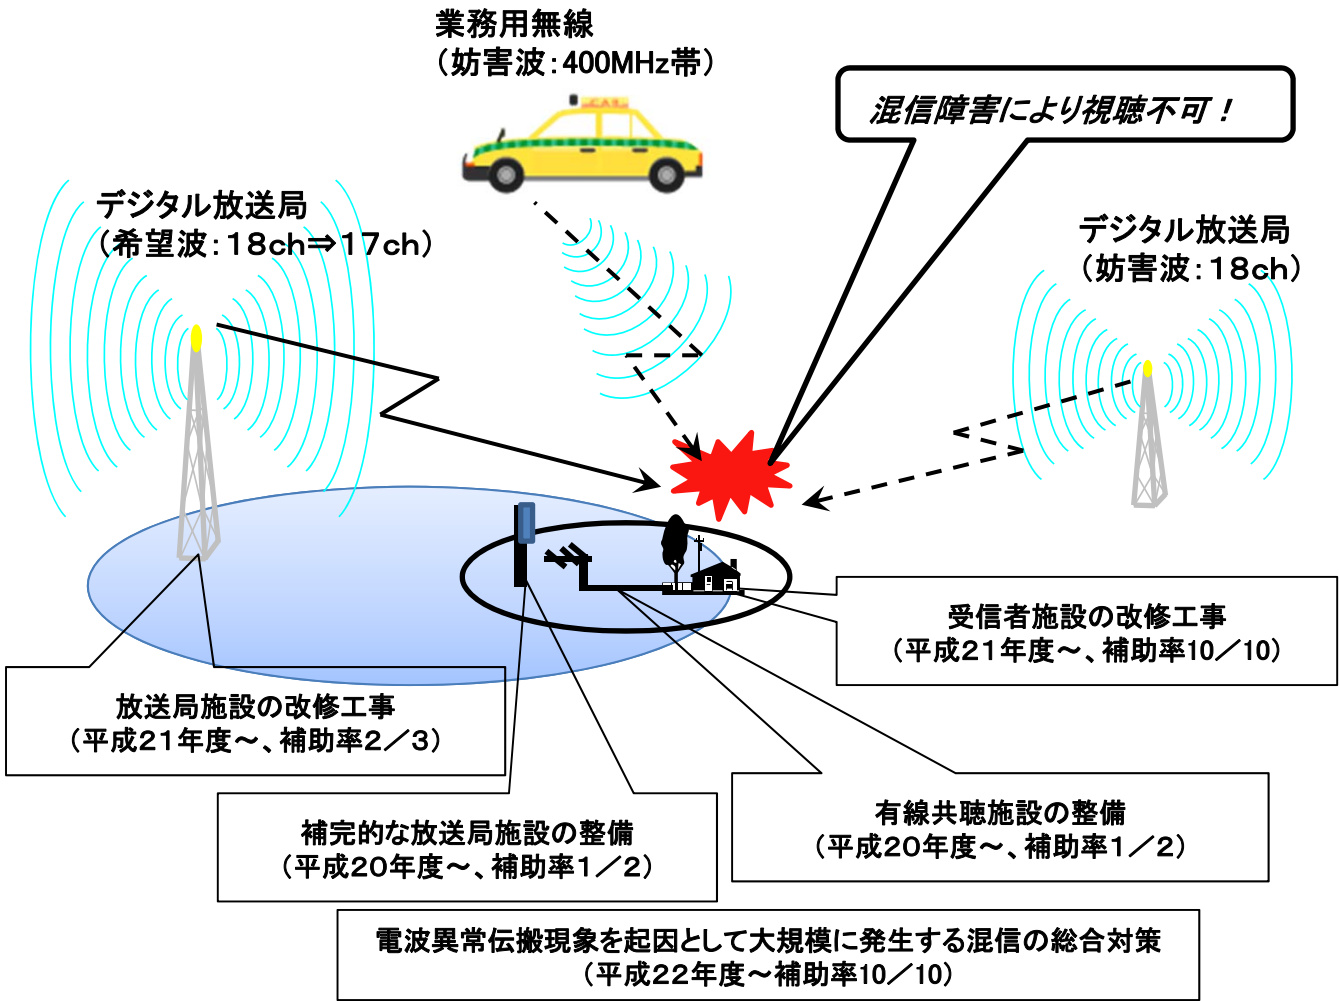 業務用無線
（妨害波：400MHz帯）
混信障害により視聴不可！
デジタル放送局
（希望波：18ch⇒17ch）
デジタル放送局
（妨害波：18ch）
受信者施設の改修工事
（平成21年度～、補助率10／10）
放送局施設の改修工事
（平成21年度～、補助率2／3）
有線共聴施設の整備
（平成20年度～、補助率1／2）
補完的な放送局施設の整備
（平成20年度～、補助率1／2）
電波異常伝搬現象を起因として大規模に発生する混信の総合対策
（平成22年度～補助率10／10）